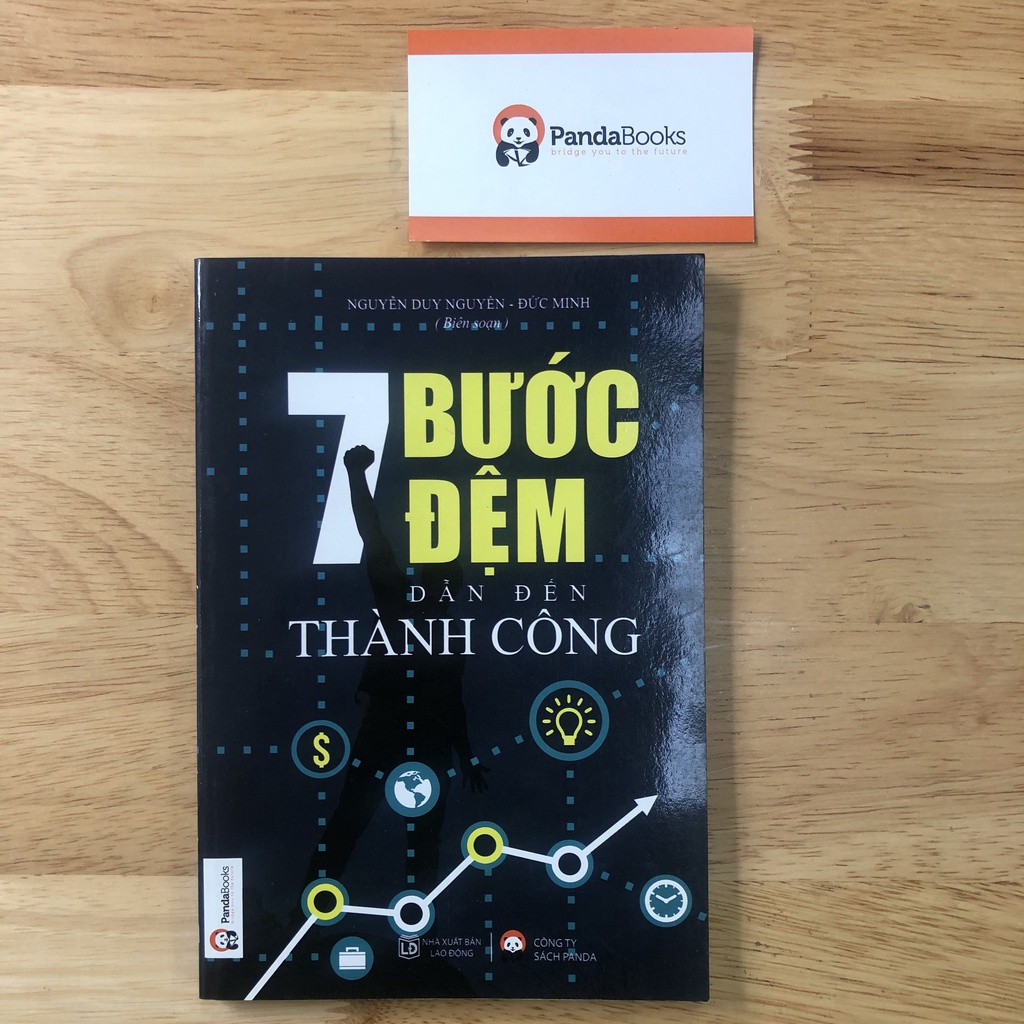 PandaBooks
bridge you to the future
NGUYỄN DUY NGUYÊN - ĐỨC MINH
( Biên soạn )
7 BƯỚC
ĐỆM
DẪN ĐẾN
THÀNH CÔNG
$
PandaBooks
LĐ
NHÀ XUẤT BẢN
LAO ĐỘNG
CÔNG TY
SÁCH PANDA